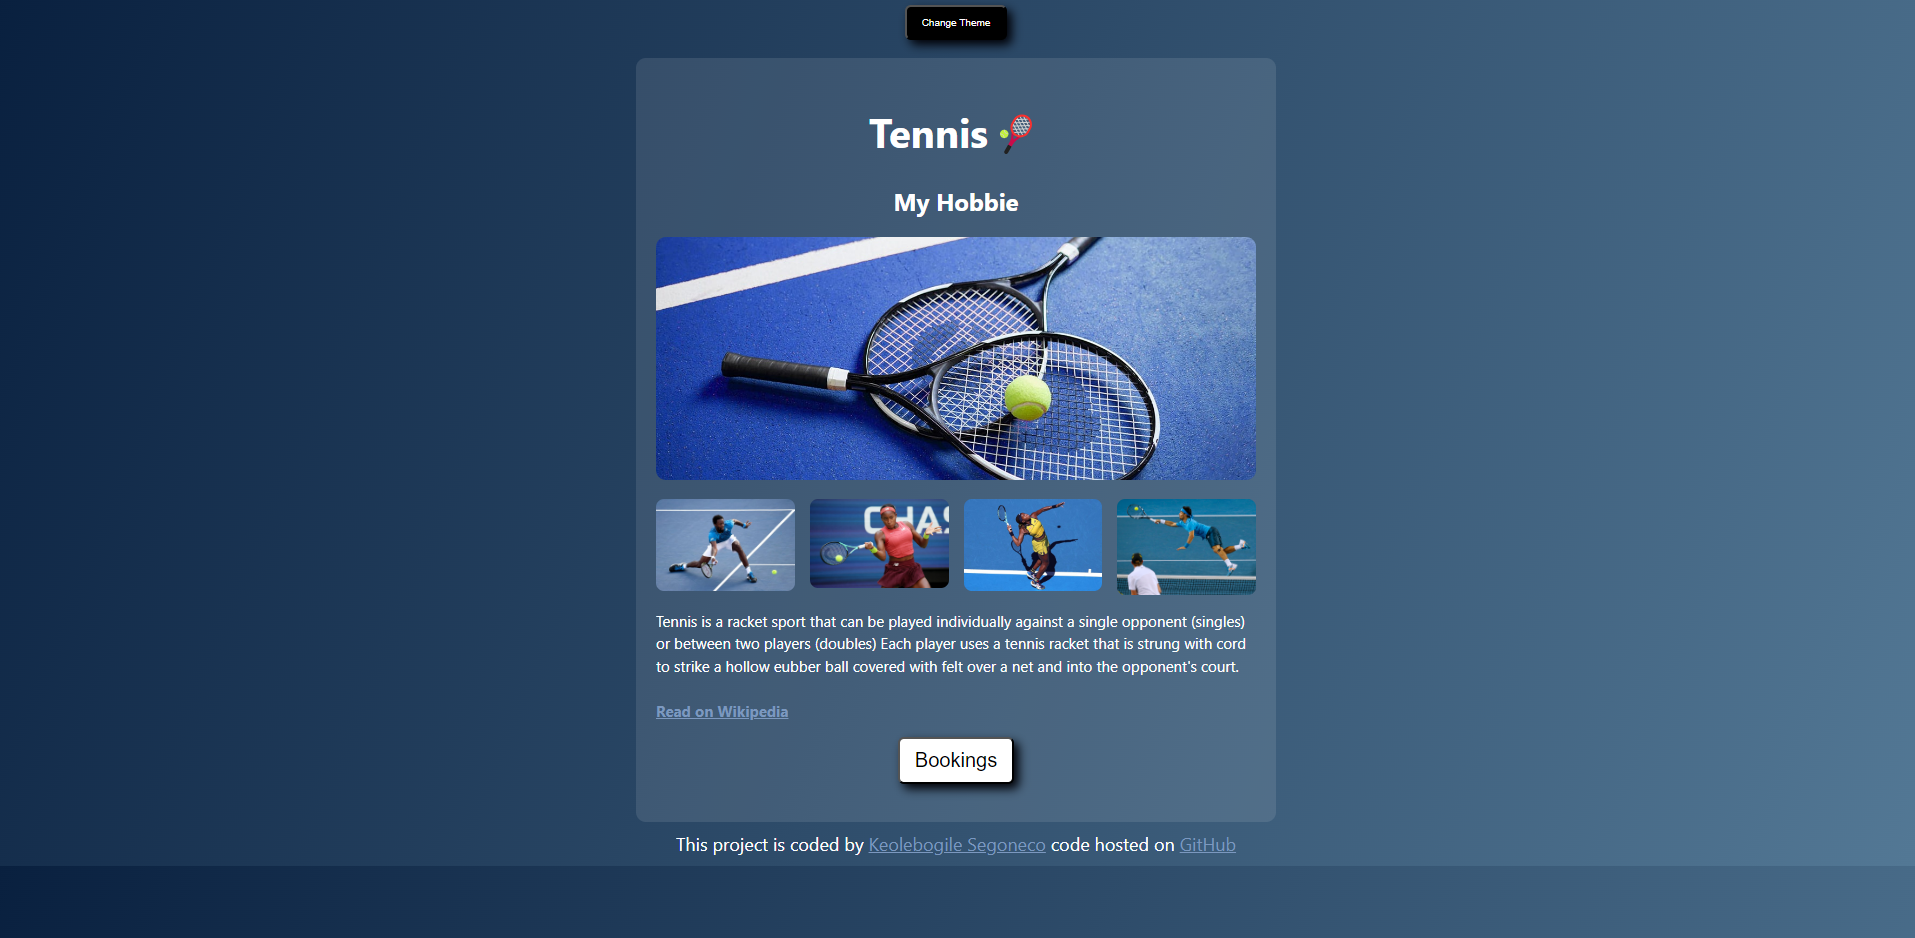 Change Theme
Tennis
My Hobbie
CHAS
Tennis is a racket sport that can be played individually against a single opponent (singles)
or between two players (doubles) Each player uses a tennis racket that is strung with cord
to strike a hollow eubber ball covered with felt over a net and into the opponent's court.
Read on Wikipedia
Bookings
This project is coded by Keolebogile Segoneco code hosted on GitHub